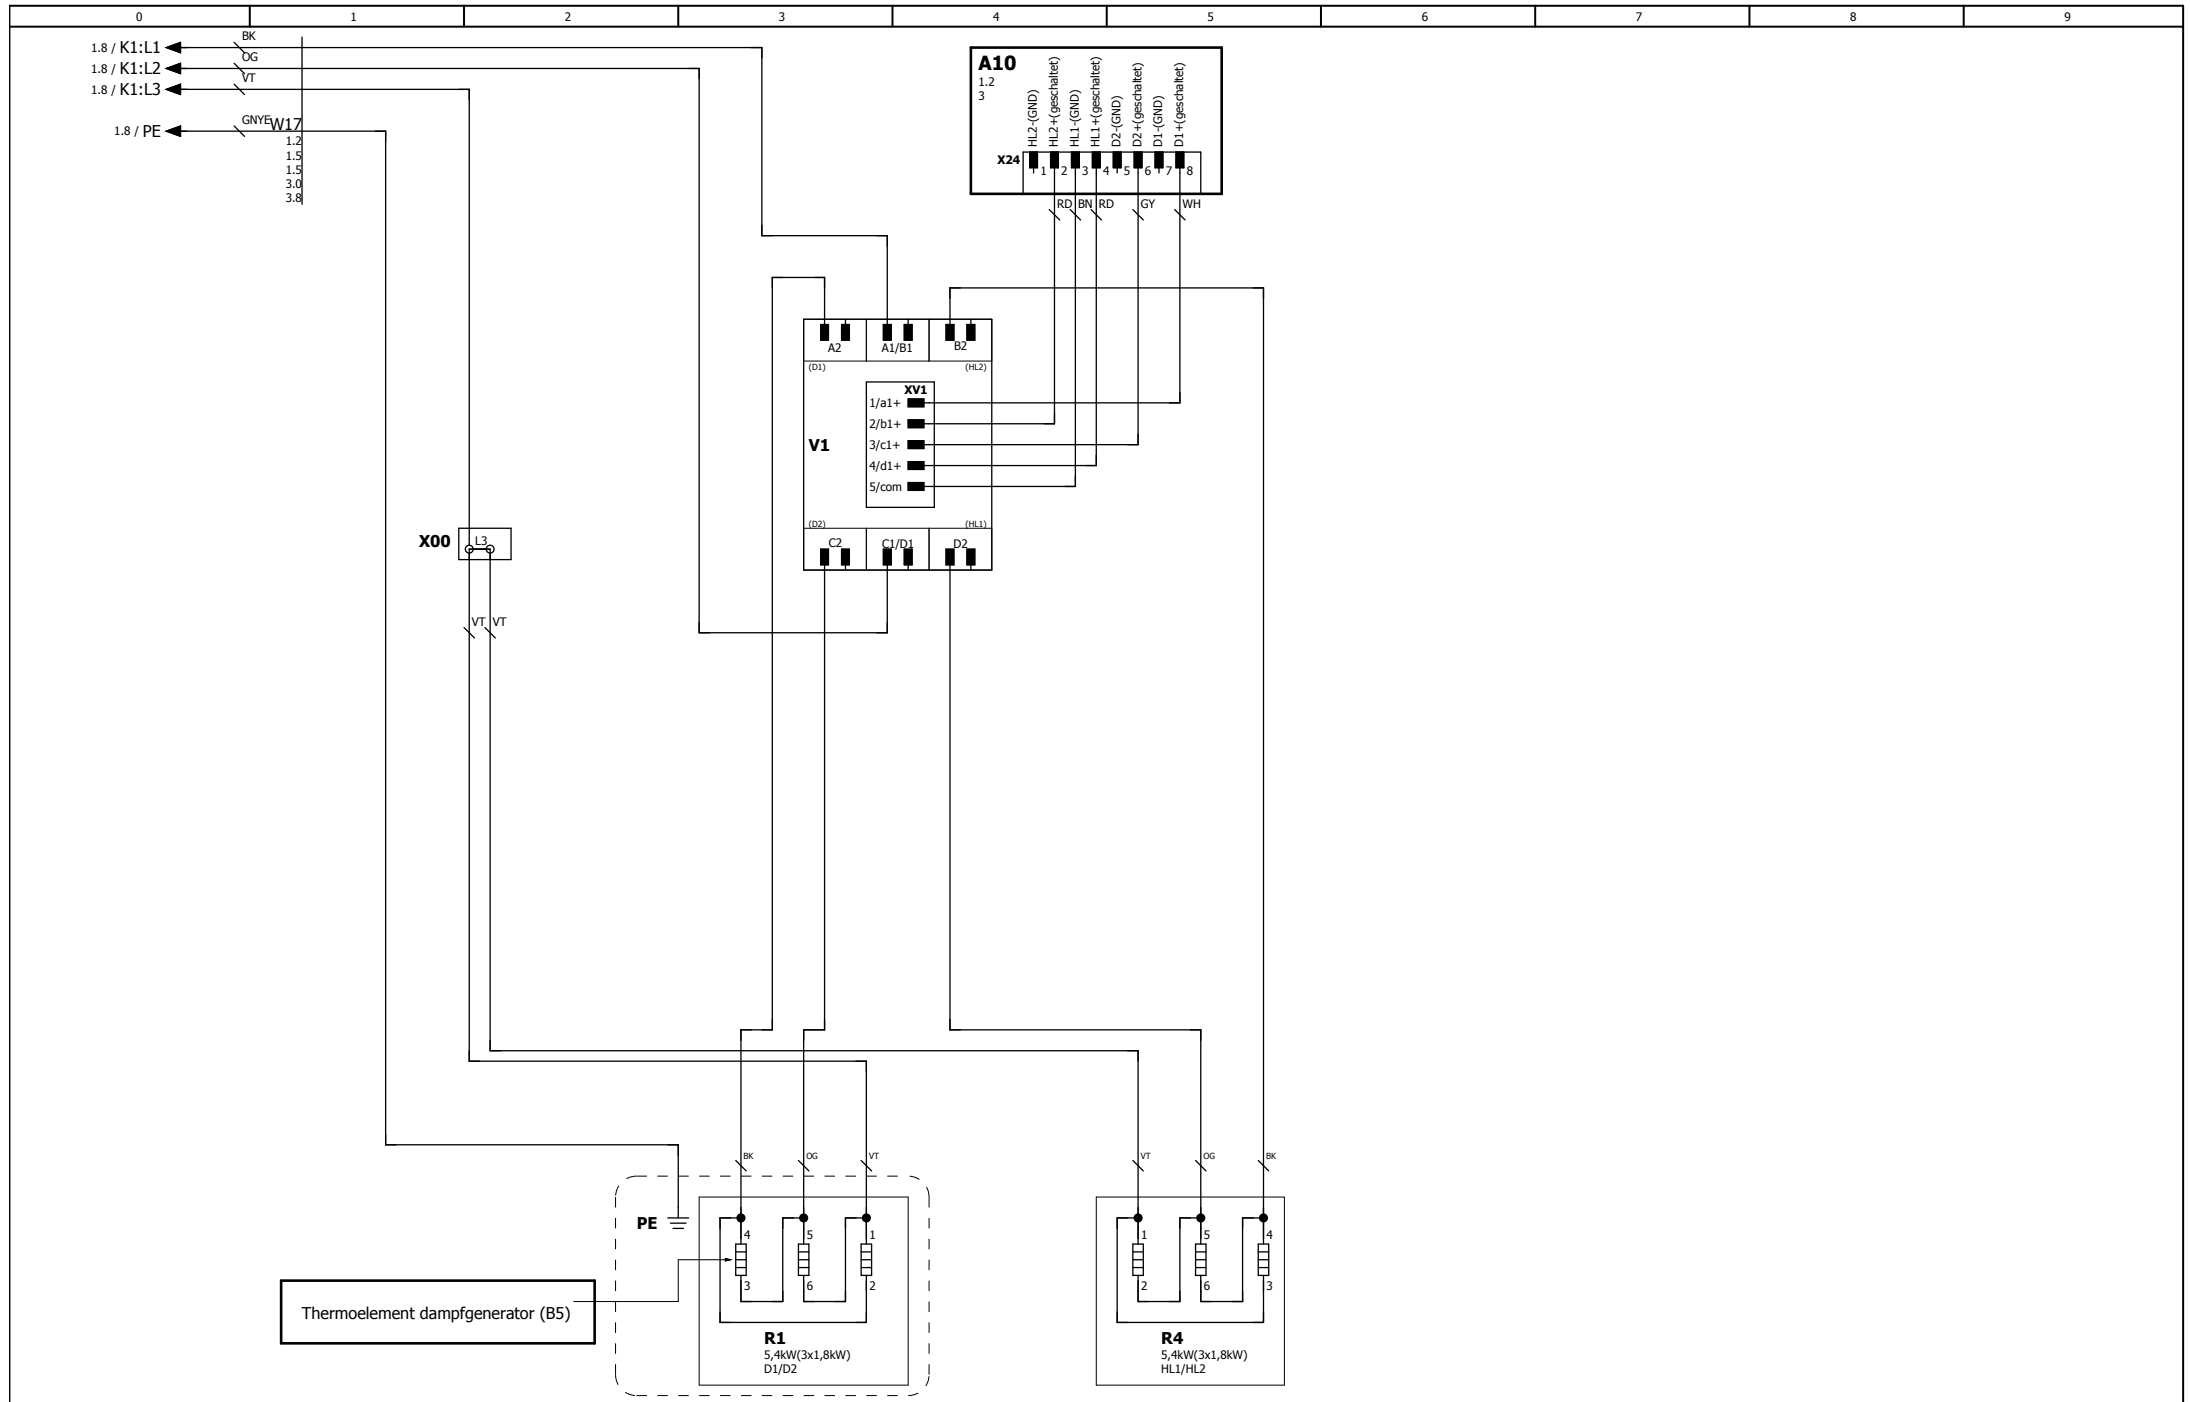 0 1 2 3 4 5 6 7 8 9
1.8 / K1:L1
BK
1.8 / K1:L2
OG
1.8 / K1:L3
VT
1.8 / PE
GNYE
W17
1.2
1.5
1.5
3.0
3.8
A10
1.2
3
HL2-(GND)
HL2+(geschaltet)
HL1-(GND)
HL1+(geschaltet)
D2-(GND)
D2+(geschaltet)
D1-(GND)
D1+(geschaltet)
X24
1 2 3 4 5 6 7 8
RD BN RD GY WH
A2 A1/B1 B2
(D1) (HL2)
XV1
1/a1+
2/b1+
3/c1+
4/d1+
5/com
V1
(D2) (HL1)
C2 C1/D1 D2
X00
L3
VT VT
BK OG VT
VT OG BK
PE
4 5 1
3 6 2
R1
5,4kW(3x1,8kW)
D1/D2
1 5 4
2 6 3
R4
5,4kW(3x1,8kW)
HL1/HL2
Thermoelement dampfgenerator (B5)